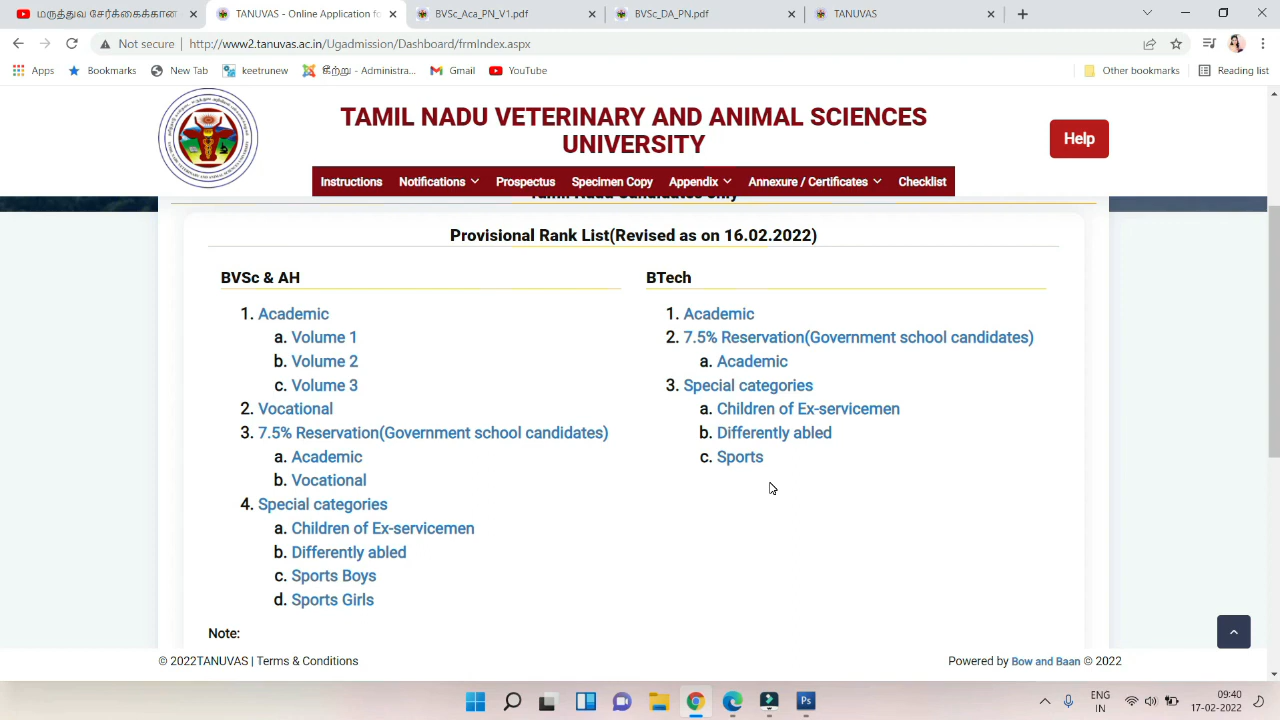 மருத்துவ சேர்க்கைக்கான
TANUVAS - Online Application fo
BVSc_Aca_PN_V1.pdf
BVSc_DA_PN.pdf
TANUVAS
Not secure | http://www2.tanuvas.ac.in/Ugadmission/Dashboard/frmIndex.aspx
Apps Bookmarks New Tab keetrunew கீற்று - Administra... Gmail YouTube Other bookmarks Reading list
TAMIL NADU VETERINARY AND ANIMAL SCIENCES
UNIVERSITY
Help
Instructions Notifications Prospectus Specimen Copy Appendix Annexure / Certificates Checklist
Tamil Nadu Candidates only
Provisional Rank List(Revised as on 16.02.2022)
BVSc & AH
1. Academic
a. Volume 1
b. Volume 2
c. Volume 3
2. Vocational
3. 7.5% Reservation(Government school candidates)
a. Academic
b. Vocational
4. Special categories
a. Children of Ex-servicemen
b. Differently abled
c. Sports Boys
d. Sports Girls
BTech
1. Academic
2. 7.5% Reservation(Government school candidates)
a. Academic
3. Special categories
a. Children of Ex-servicemen
b. Differently abled
c. Sports
Note:
© 2022TANUVAS | Terms & Conditions
Powered by Bow and Baan © 2022
Ps
ENG
IN
09:40
17-02-2022